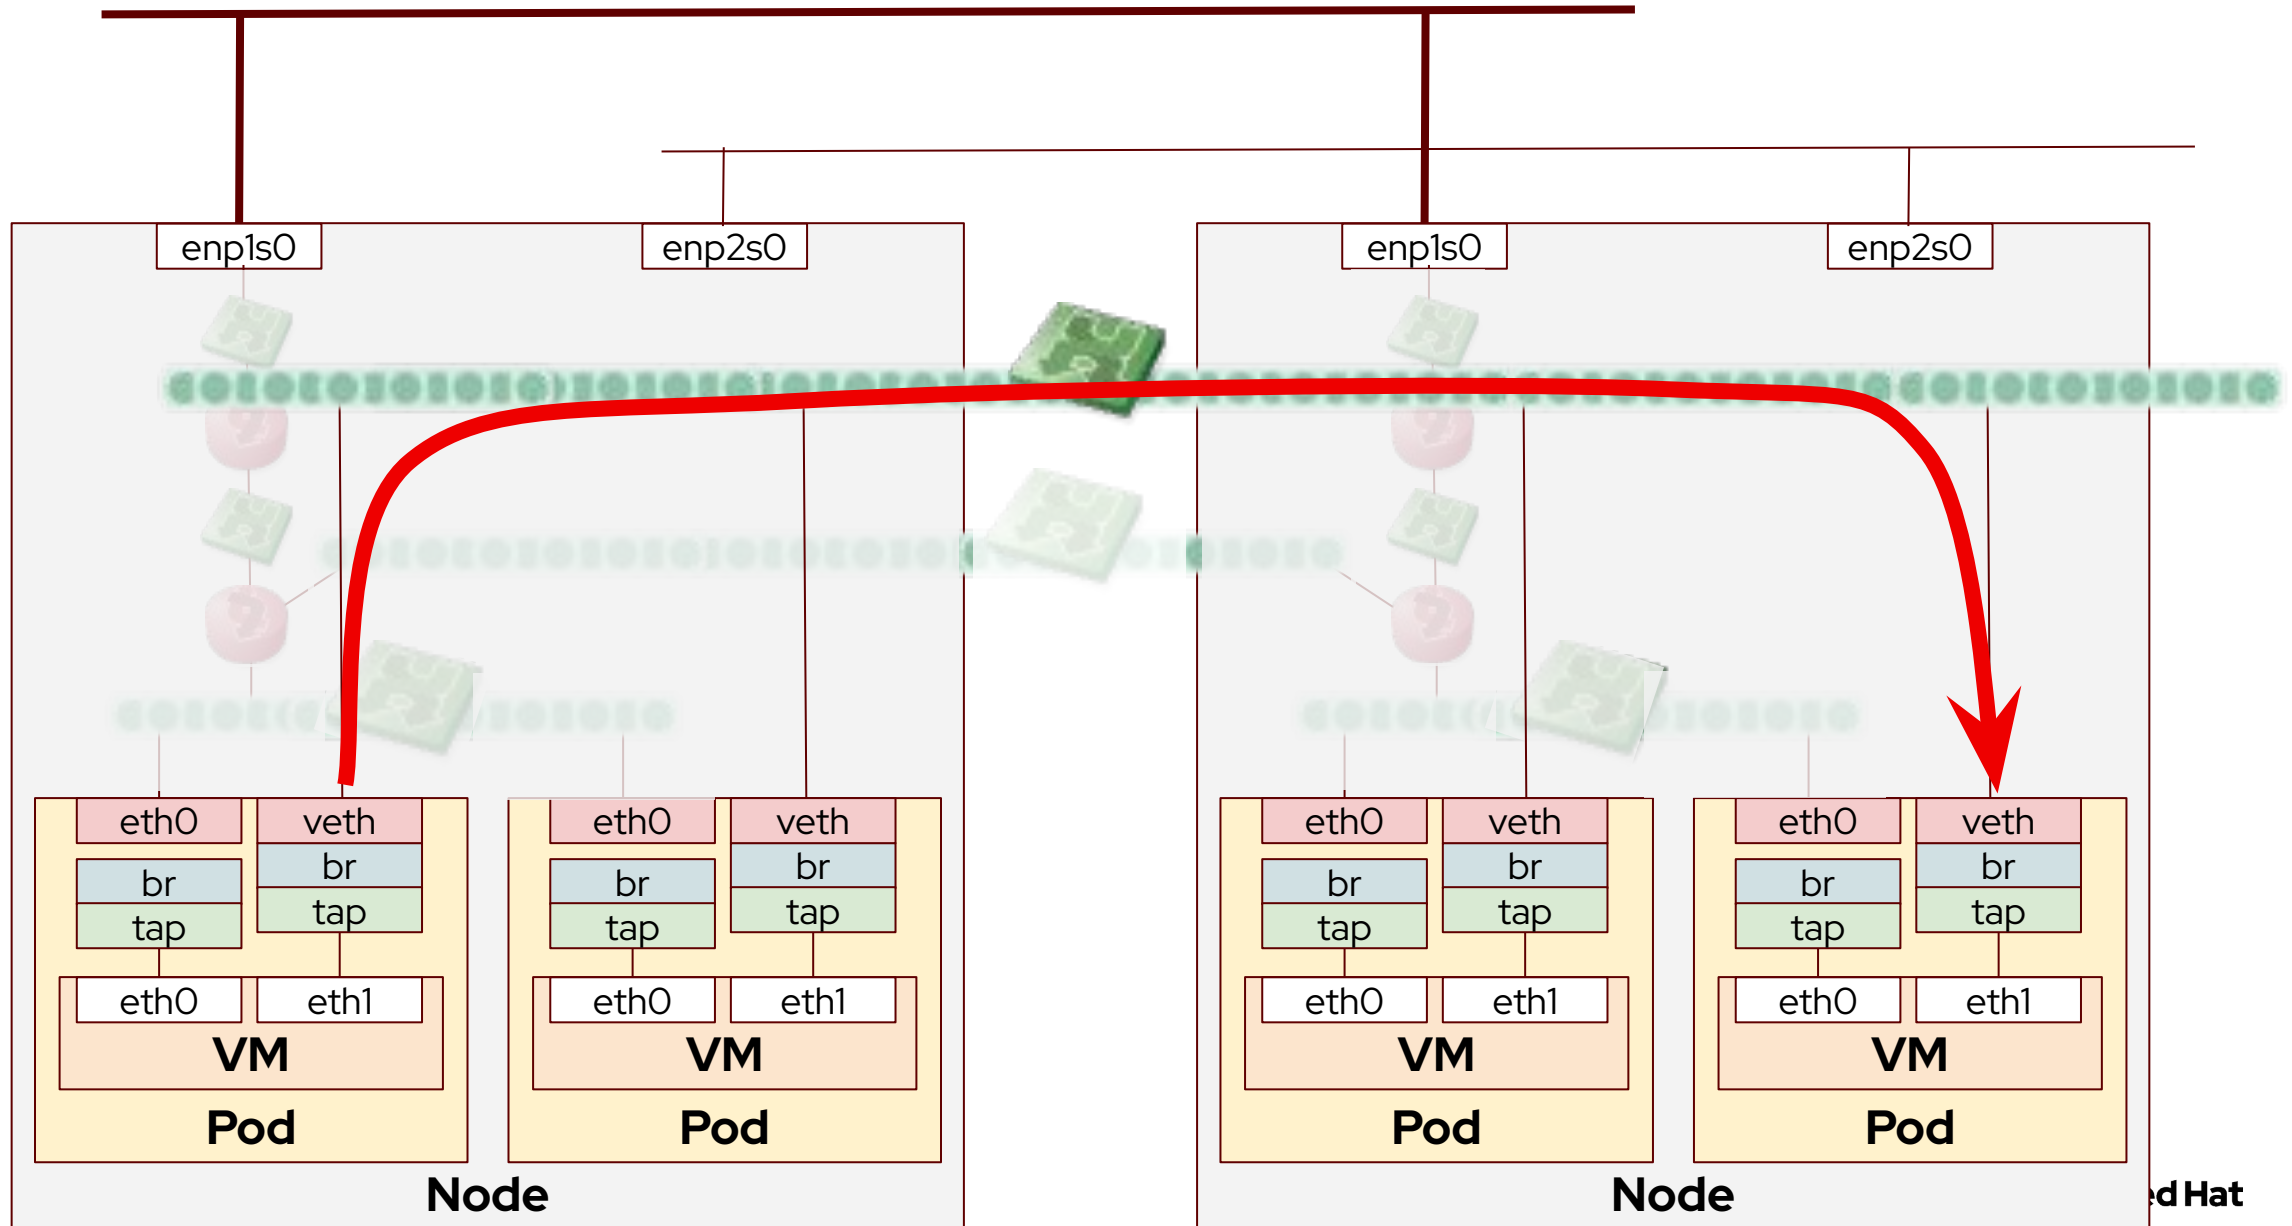 enp1s0 enp2s0 enp1s0 enp2s0
eth0 veth eth0 veth eth0 veth eth0 veth
br br br br br br br br
tap tap tap tap tap tap tap tap
eth0 eth1 eth0 eth1 eth0 eth1 eth0 eth1
VM VM VM VM
Pod Pod Pod Pod
Node Node
ed Hat